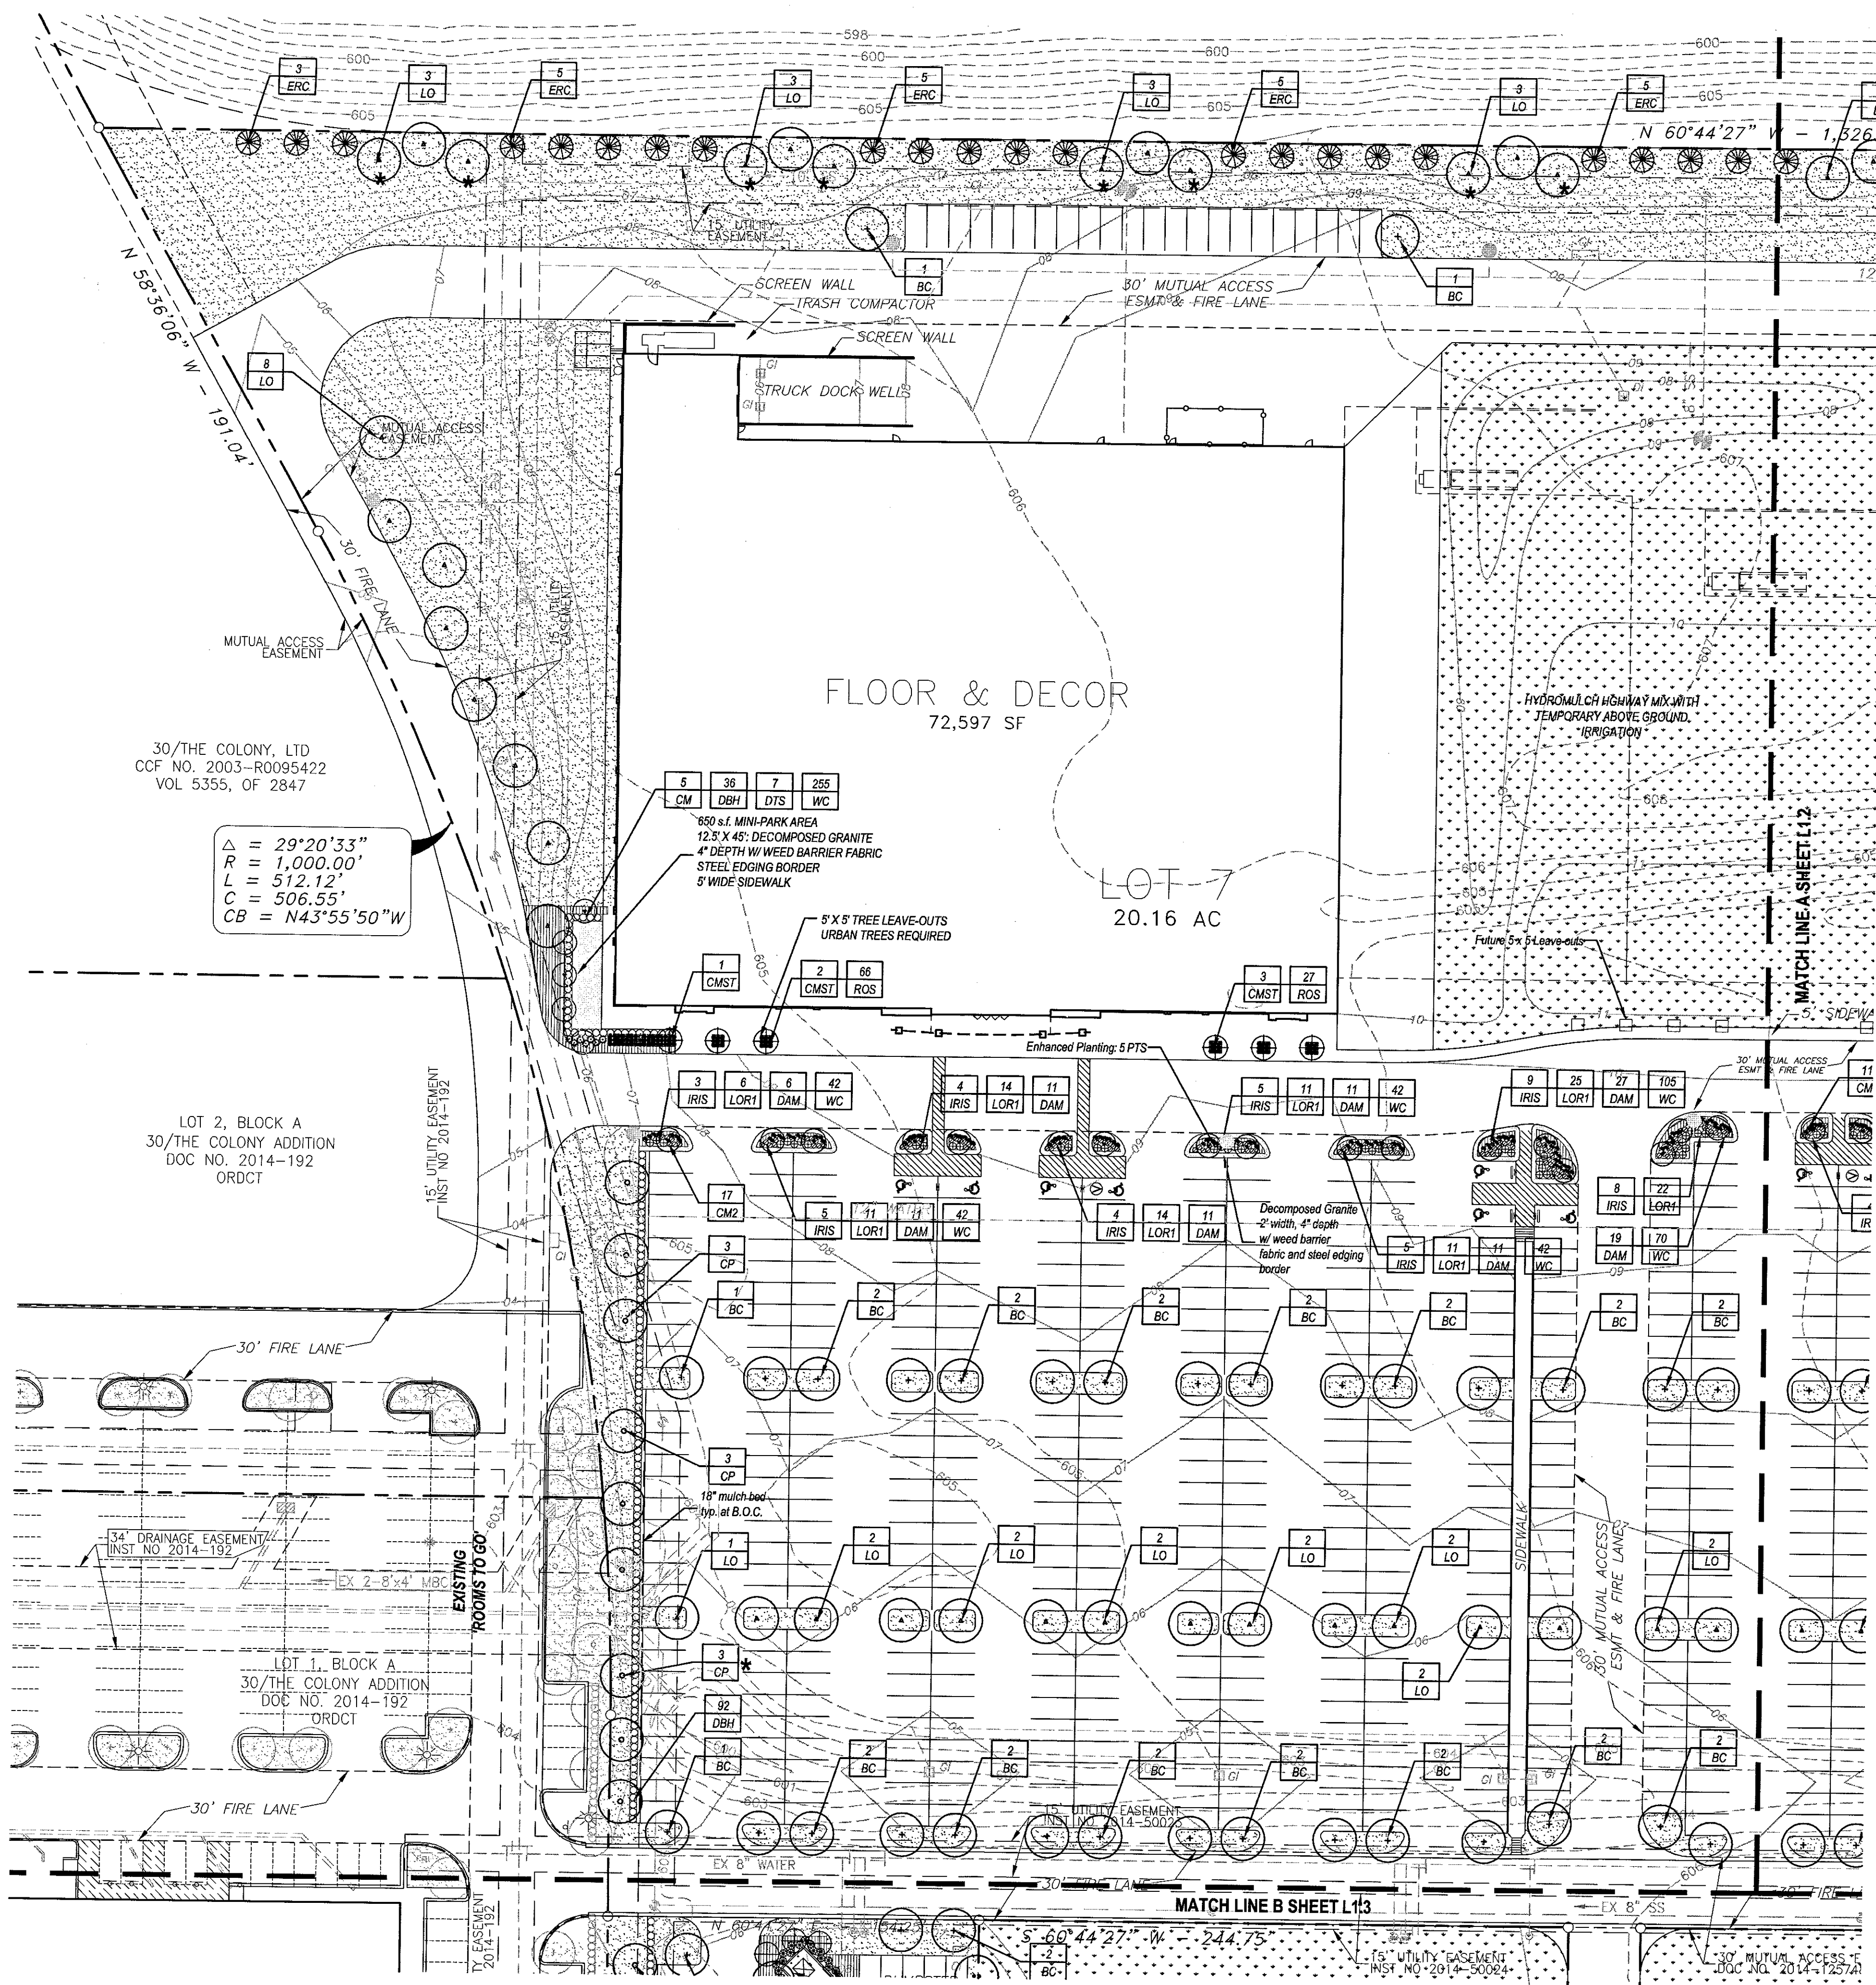 598
600
600
600
605
605
605
3
ERC
3
LO
5
ERC
3
LO
5
ERC
3
LO
5
ERC
3
LO
5
ERC
N 60°44'27" W - 1,326.
15' UTILITY
EASEMENT
1
BC
1
BC
SCREEN WALL
TRASH COMPACTOR
SCREEN WALL
30' MUTUAL ACCESS
ESMT & FIRE LANE
GI
GI
TRUCK DOCK WELL
N 58°36'06" W - 191.04'
8
LO
MUTUAL ACCESS
EASEMENT
30' FIRE LANE
MUTUAL ACCESS
EASEMENT
15' UTILITY
EASEMENT
606
607
607
FLOOR & DECOR
72,597 SF
HYDROMULCH HIGHWAY MIX WITH
TEMPORARY ABOVE GROUND
IRRIGATION
30/THE COLONY, LTD
CCF NO. 2003-R0095422
VOL 5355, OF 2847
△ = 29°20'33"
R = 1,000.00'
L = 512.12'
C = 506.55'
CB = N43°55'50"W
5
CM
36
DBH
7
DTS
255
WC
650 s.f. MINI-PARK AREA
12.5' X 45': DECOMPOSED GRANITE
4" DEPTH W/ WEED BARRIER FABRIC
STEEL EDGING BORDER
5' WIDE SIDEWALK
LOT 7
20.16 AC
MATCH LINE A SHEET L1.2
5' X 5' TREE LEAVE-OUTS
URBAN TREES REQUIRED
Future 5 x 5 Leave-outs
1
CMST
2
CMST
66
ROS
3
CMST
27
ROS
605
Enhanced Planting: 5 PTS
5' SIDEWA
30' MUTUAL ACCESS
ESMT & FIRE LANE
LOT 2, BLOCK A
30/THE COLONY ADDITION
DOC NO. 2014-192
ORDCT
15' UTILITY EASEMENT
INST NO 2014-192
3
IRIS
6
LOR1
6
DAM
42
WC
4
IRIS
14
LOR1
11
DAM
5
IRIS
11
LOR1
11
DAM
42
WC
9
IRIS
25
LOR1
27
DAM
105
WC
11
CM
17
CM2
5
IRIS
11
LOR1
11
DAM
42
WC
4
IRIS
14
LOR1
11
DAM
Decomposed Granite
2' width, 4" depth
w/ weed barrier
fabric and steel edging
border
5
IRIS
11
LOR1
11
DAM
42
WC
8
IRIS
22
LOR1
19
DAM
70
WC
IR
3
CP
1
BC
2
BC
2
BC
2
BC
2
BC
2
BC
2
BC
2
BC
30' FIRE LANE
3
CP
18" mulch bed
typ. at B.O.C.
34' DRAINAGE EASEMENT
INST NO 2014-192
EX 2-8'x4' MBC
EXISTING
'ROOMS TO GO'
1
LO
2
LO
2
LO
2
LO
2
LO
2
LO
2
LO
2
LO
SIDEWALK
30' MUTUAL ACCESS
ESMT & FIRE LANE
LOT 1, BLOCK A
30/THE COLONY ADDITION
DOC NO. 2014-192
ORDCT
3
CP
*
92
DBH
1
BC
2
BC
2
BC
2
BC
2
BC
2
BC
2
BC
2
BC
GI
GI
GI
GI
30' FIRE LANE
15' UTILITY EASEMENT
EX 8" WATER
30' FIRE LANE
30' FIRE L
MATCH LINE B SHEET L1.3
EX 8" SS
S 60°44'27" W - 244.75'
2
BC
15' UTILITY EASEMENT
INST NO 2014-50024
30' MUTUAL ACCESS E
DOC NO. 2014-12574